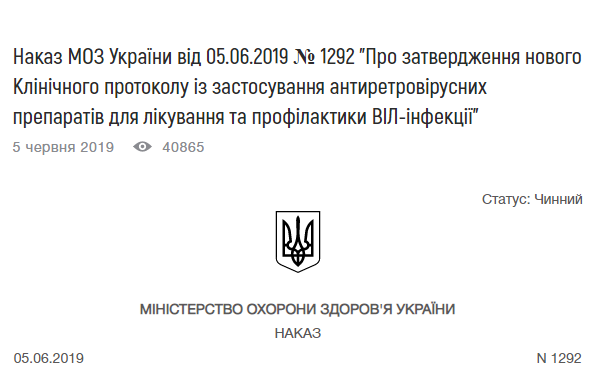 Наказ МОЗ України від 05.06.2019 № 1292 "Про затвердження нового
Клінічного протоколу із застосування антиретровірусних
препаратів для лікування та профілактики ВІЛ-інфекції"
5 червня 2019 40865
Статус: Чинний
МІНІСТЕРСТВО ОХОРОНИ ЗДОРОВ'Я УКРАЇНИ
НАКАЗ
05.06.2019 N 1292